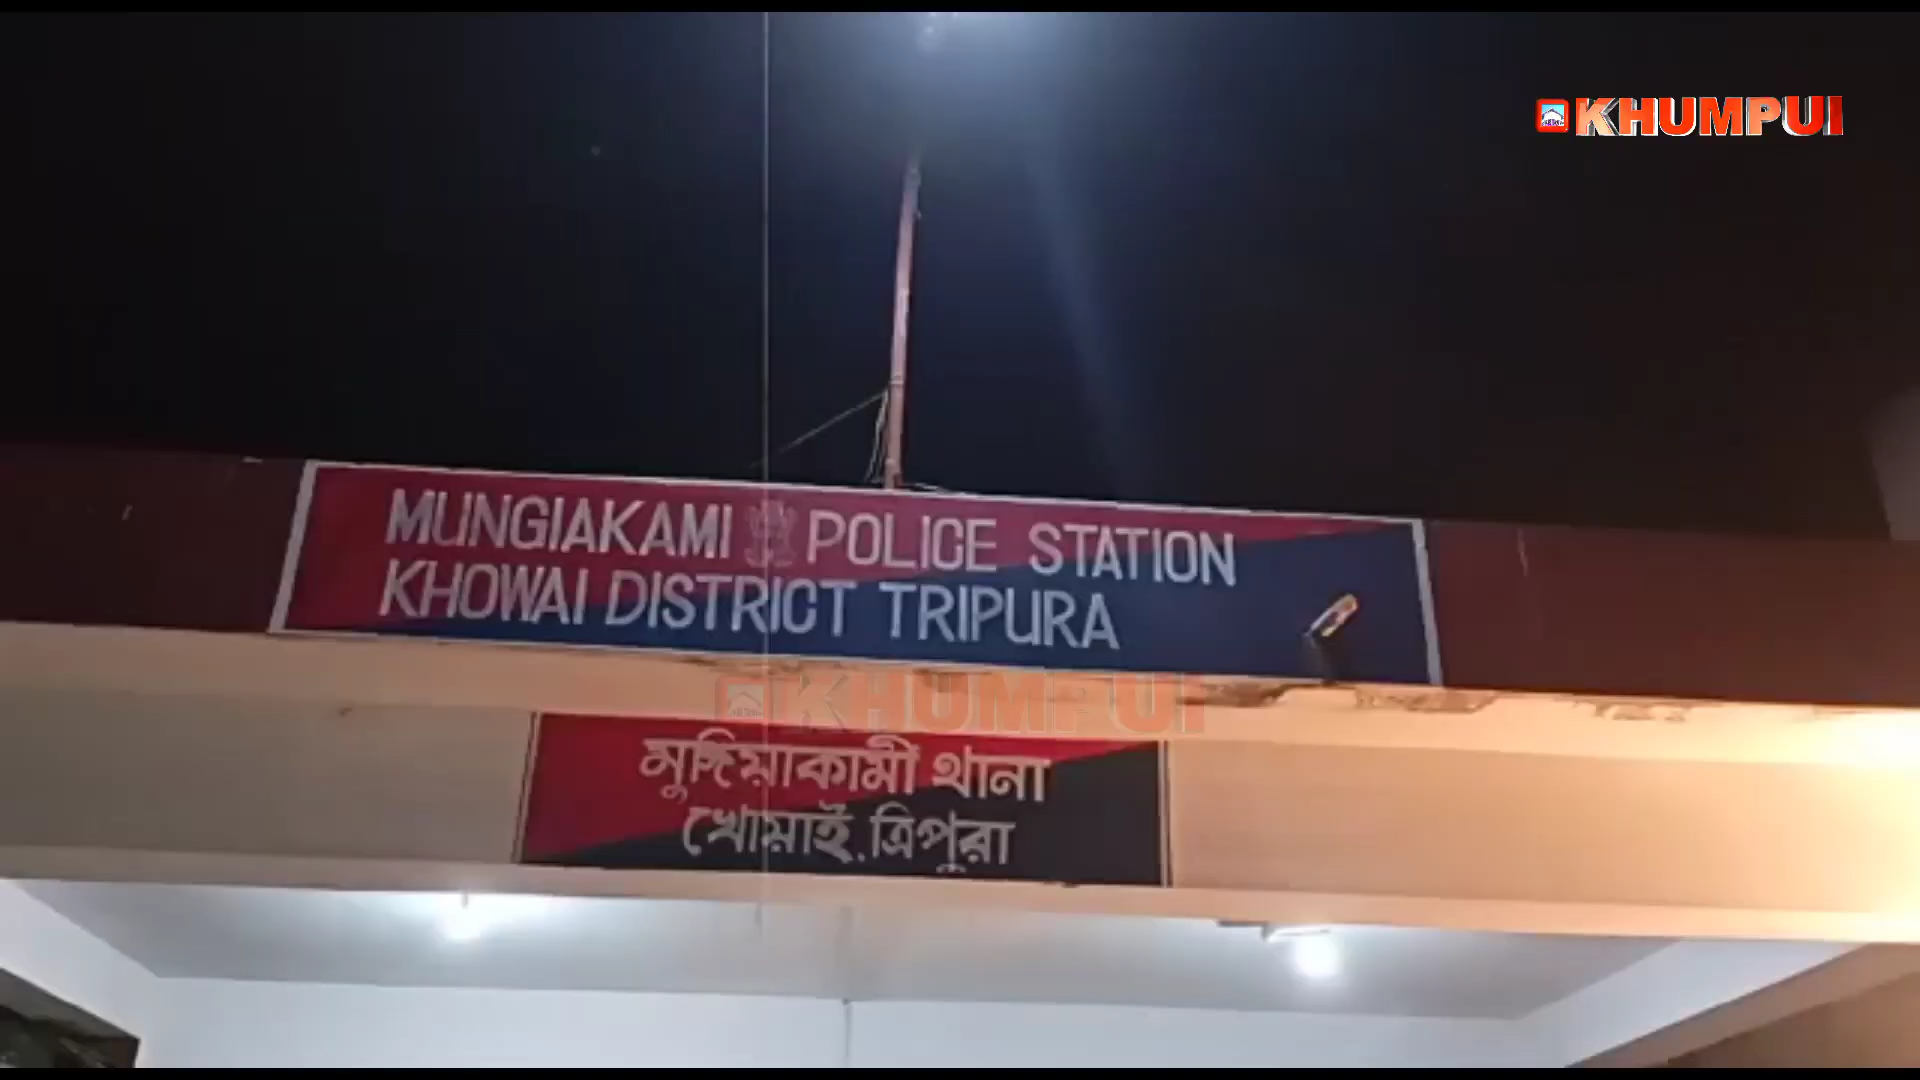 KHUMPUI
MUNGIAKAMI POLICE STATION
KHOWAI DISTRICT TRIPURA
KHUMPUI
মুঙ্গিয়াকামী থানা
খোয়াই, ত্রিপুরা